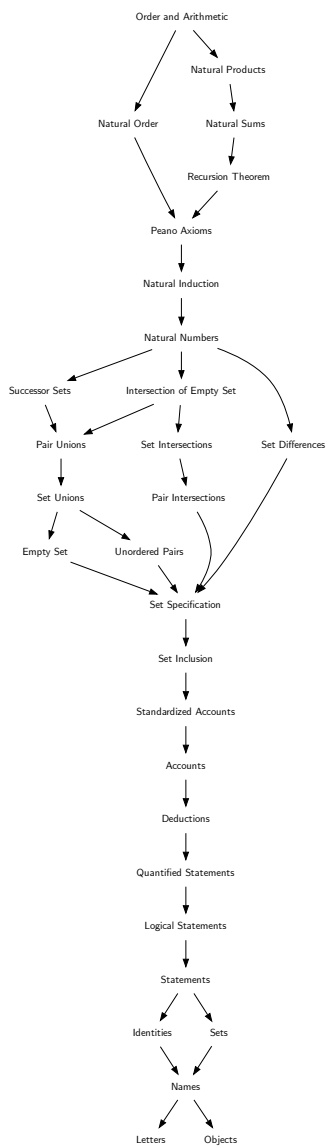 Order and Arithmetic
Natural Products
Natural Order
Natural Sums
Recursion Theorem
Peano Axioms
Natural Induction
Natural Numbers
Successor Sets
Intersection of Empty Set
Pair Unions
Set Intersections
Set Differences
Set Unions
Pair Intersections
Empty Set
Unordered Pairs
Set Specification
Set Inclusion
Standardized Accounts
Accounts
Deductions
Quantified Statements
Logical Statements
Statements
Identities
Sets
Names
Letters
Objects